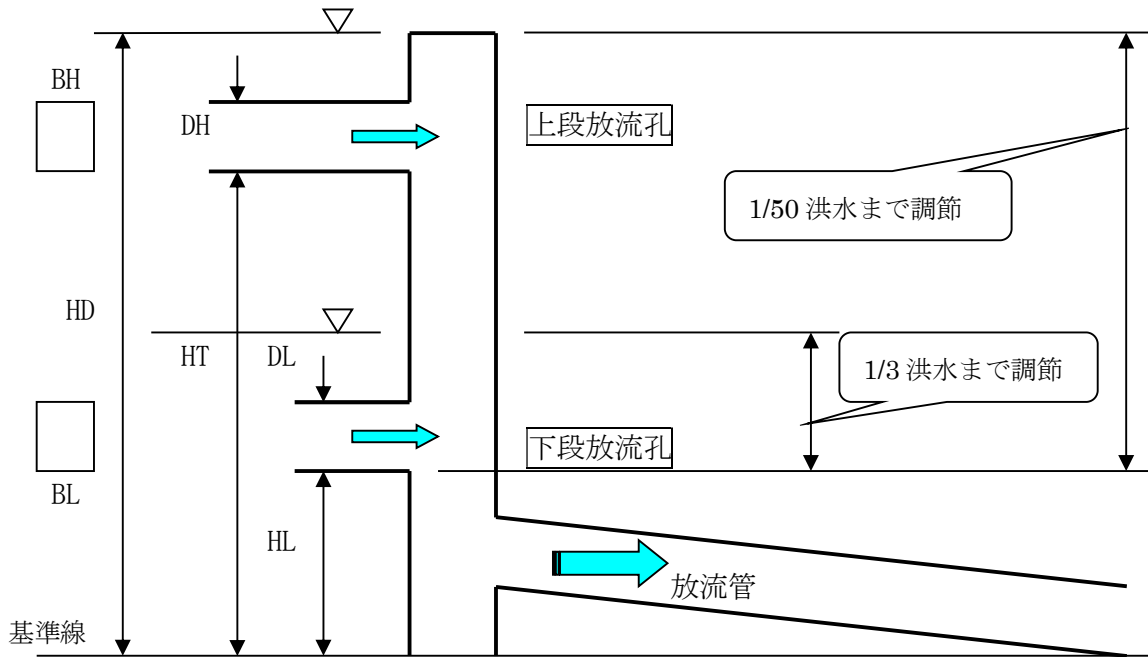 BH
DH
上段放流孔
1/50 洪水まで調節
HD
HT
DL
1/3 洪水まで調節
下段放流孔
BL
HL
放流管
基準線